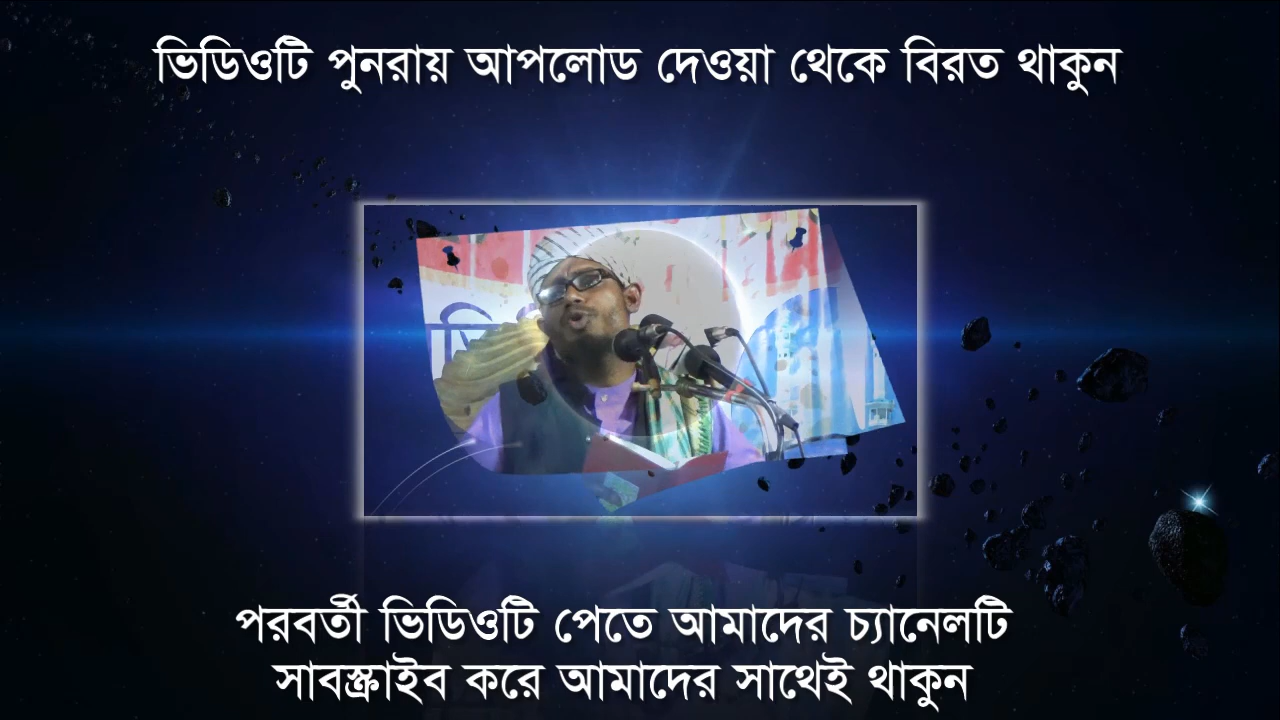 ভিডিওটি পুনরায় আপলোড দেওয়া থেকে বিরত থাকুন
পরবর্তী ভিডিওটি পেতে আমাদের চ্যানেলটি
সাবস্ক্রাইব করে আমাদের সাথেই থাকুন